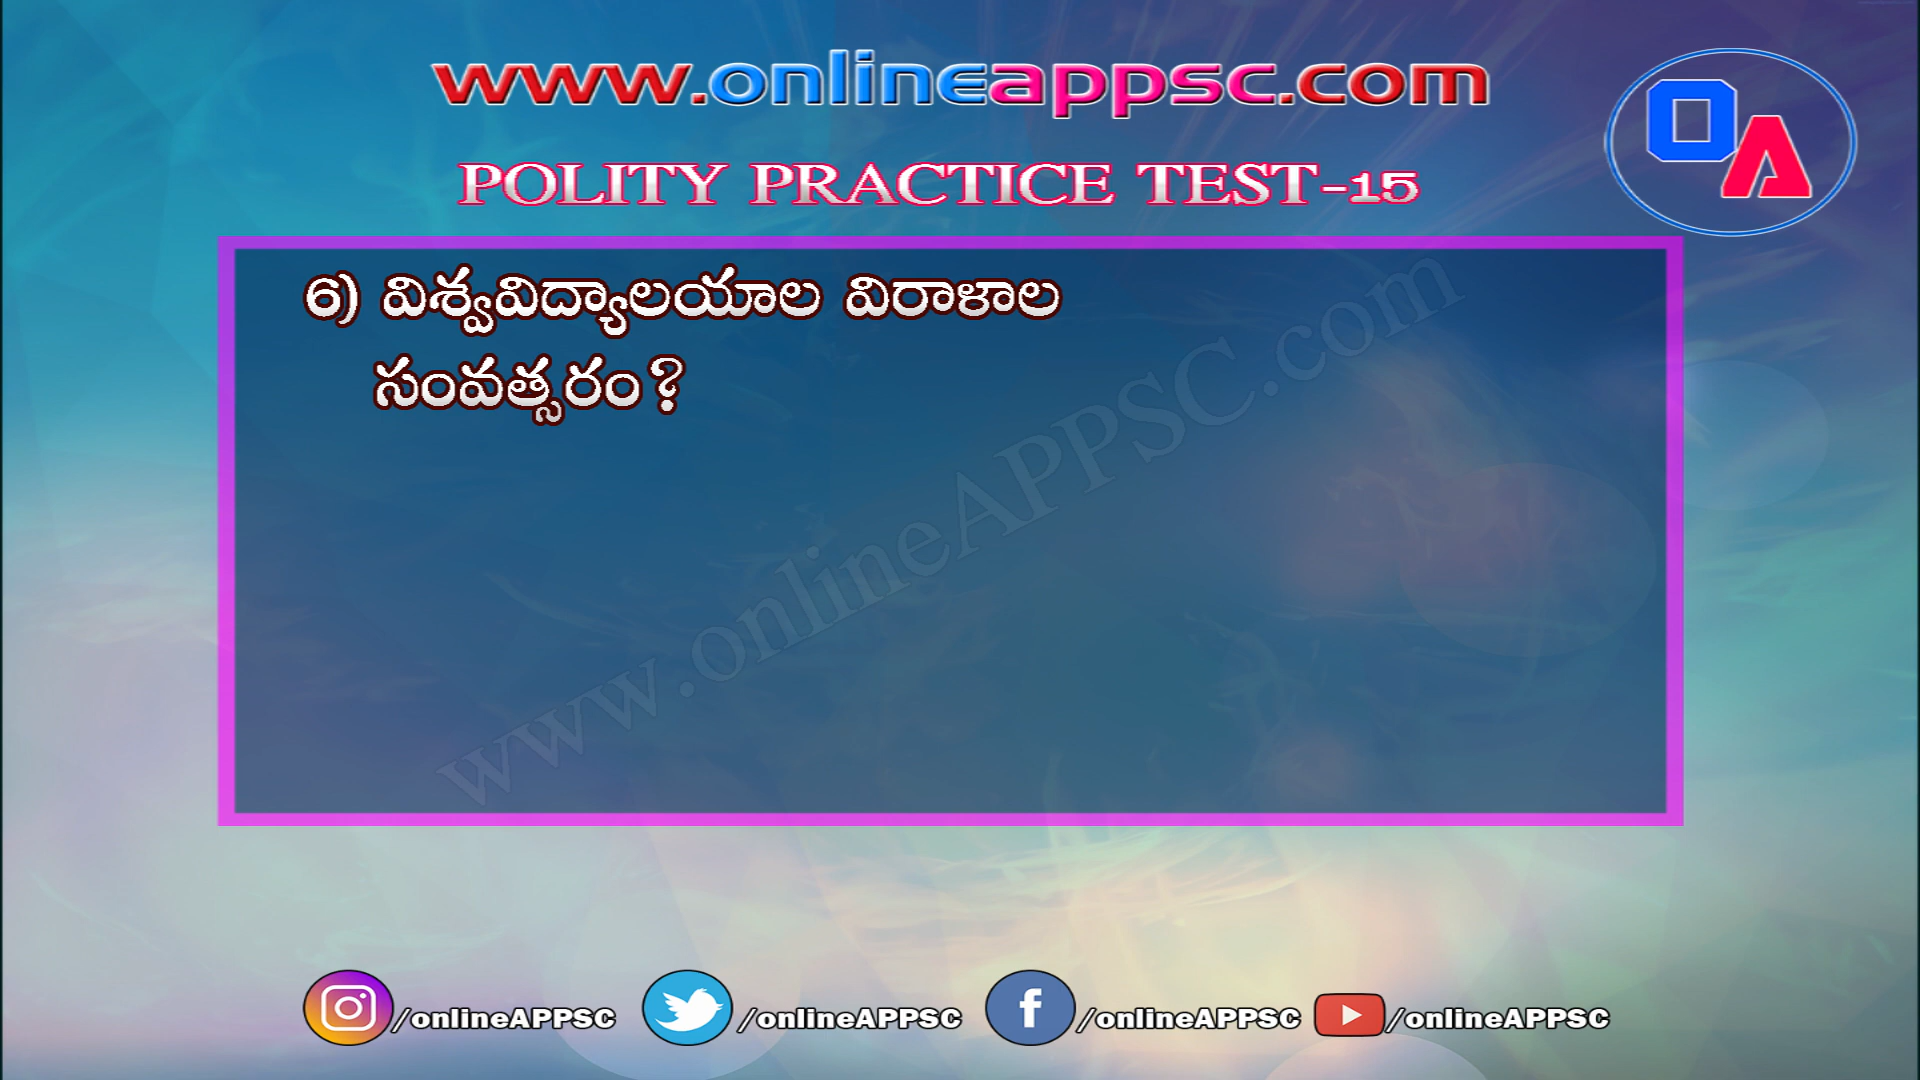 www.onlineappsc.com
OA
POLITY PRACTICE TEST-15
6) విశ్వవిద్యాలయాల విరాళాల
సంవత్సరం?
www.onlineAPPSC.com
/onlineAPPSC /onlineAPPSC /onlineAPPSC /onlineAPPSC